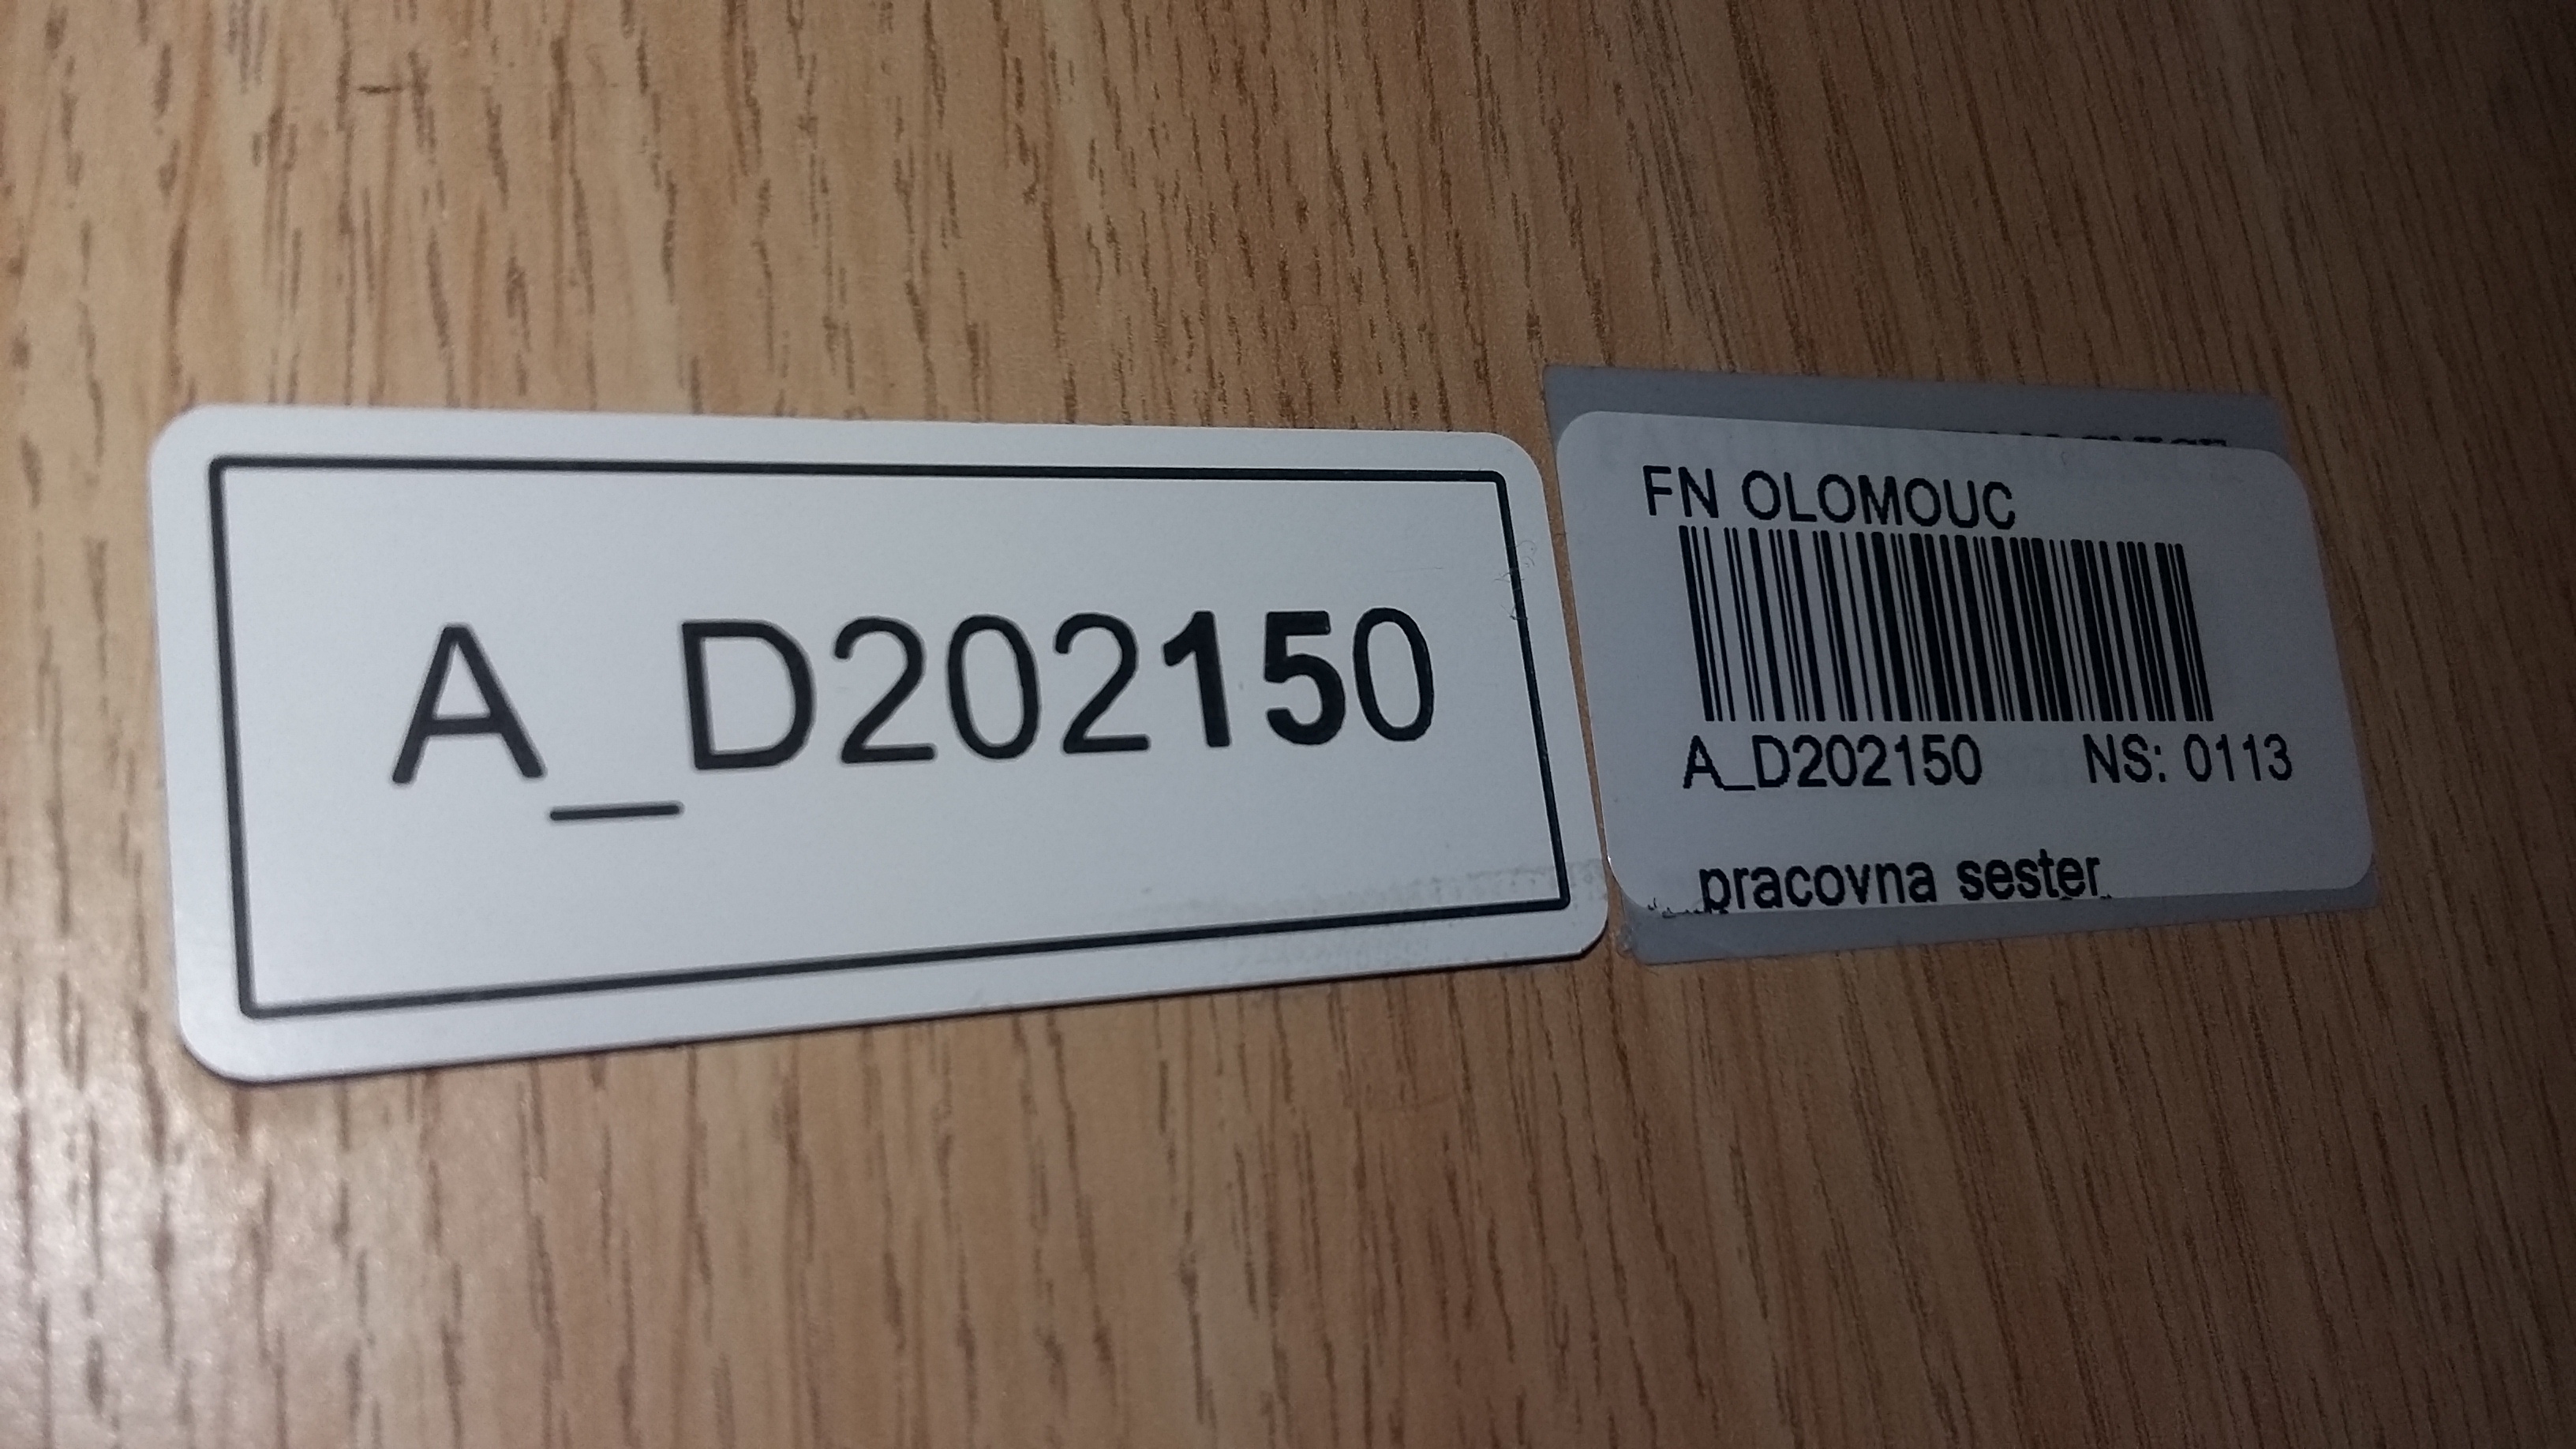 A_D202150
FN OLOMOUC
A_D202150 NS: 0113
pracovna sester